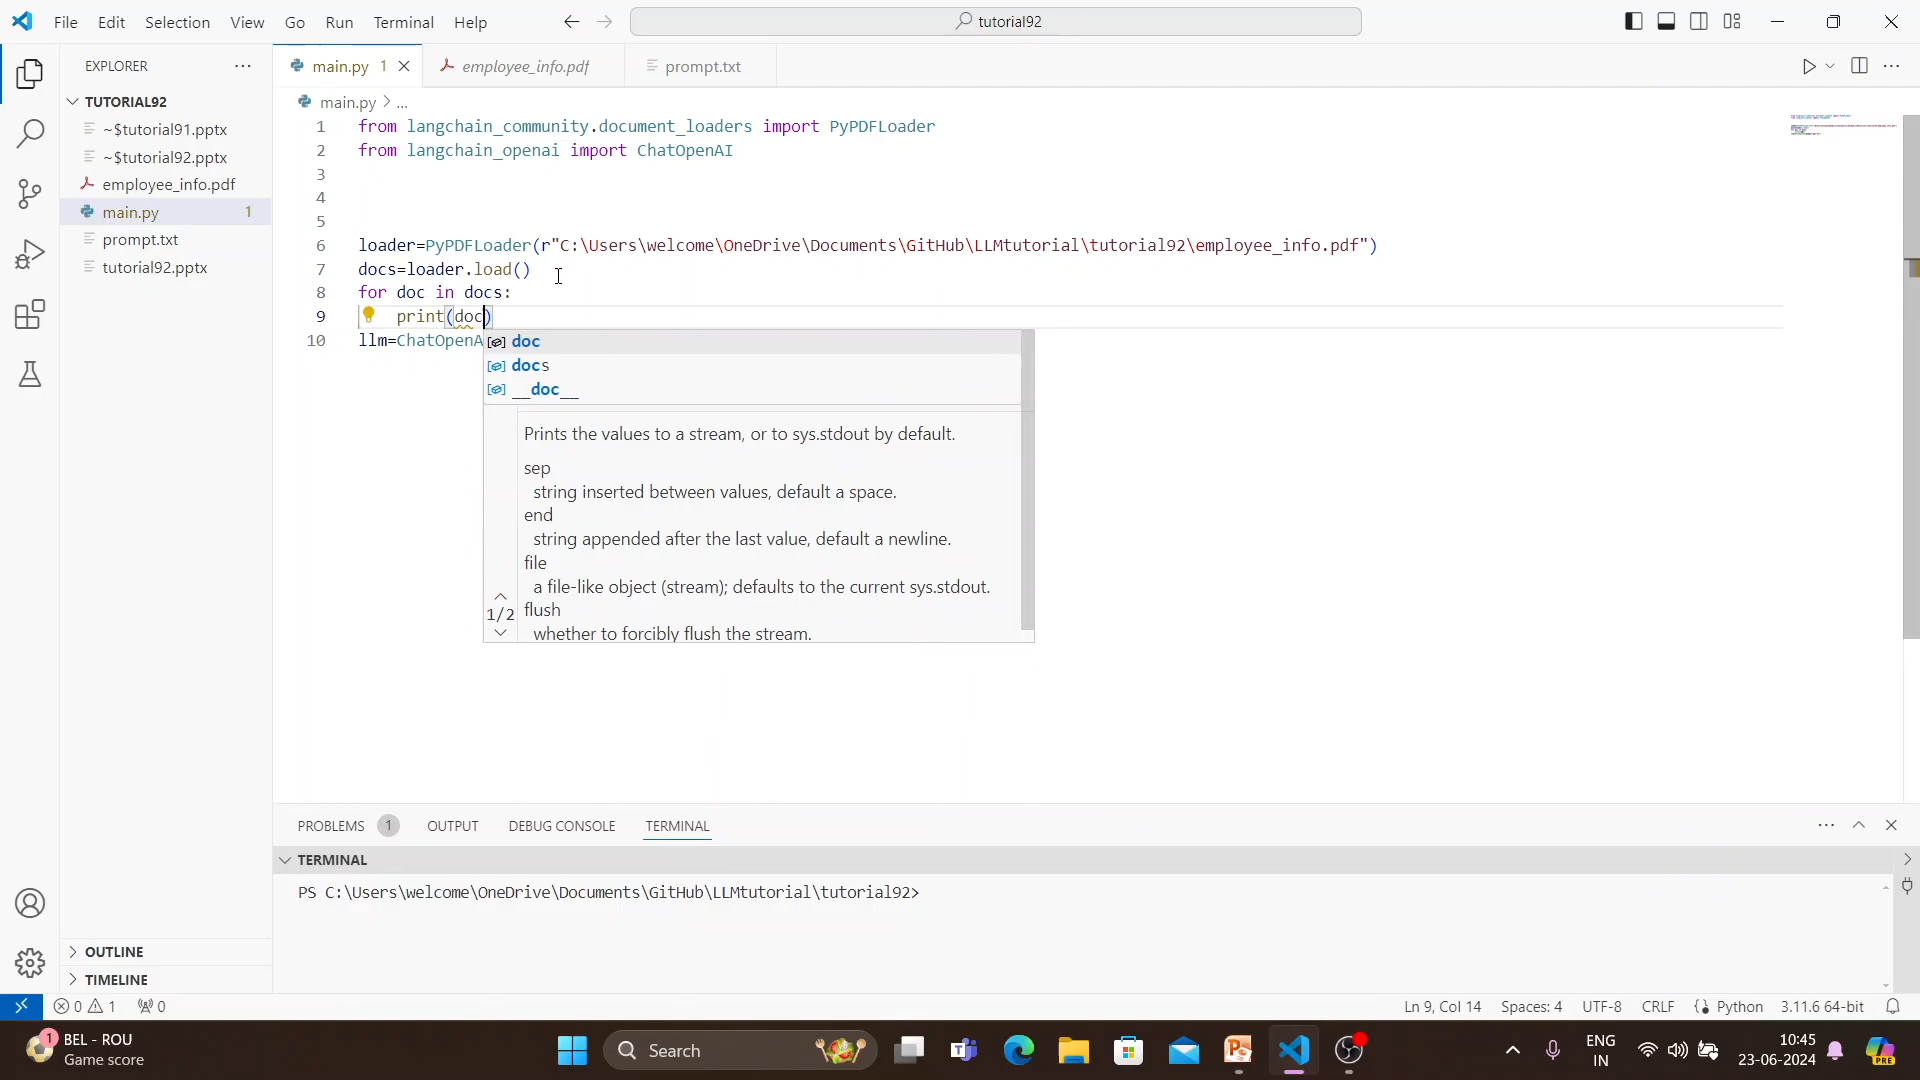 File Edit Selection View Go Run Terminal Help
tutorial92
EXPLORER
TUTORIAL92
~$tutorial91.pptx
~$tutorial92.pptx
employee_info.pdf
main.py 1
prompt.txt
tutorial92.pptx
OUTLINE
TIMELINE
main.py 1
employee_info.pdf
prompt.txt
main.py > ...
1 from langchain_community.document_loaders import PyPDFLoader
2 from langchain_openai import ChatOpenAI
3
4
5
6 loader=PyPDFLoader(r"C:\Users\welcome\OneDrive\Documents\GitHub\LLMtutorial\tutorial92\employee_info.pdf")
7 docs=loader.load()
8 for doc in docs:
9 print(doc)
10 llm=ChatOpenA
doc
docs
__doc__
Prints the values to a stream, or to sys.stdout by default.
sep
string inserted between values, default a space.
end
string appended after the last value, default a newline.
file
a file-like object (stream); defaults to the current sys.stdout.
1/2
flush
whether to forcibly flush the stream.
PROBLEMS 1 OUTPUT DEBUG CONSOLE TERMINAL
TERMINAL
PS C:\Users\welcome\OneDrive\Documents\GitHub\LLMtutorial\tutorial92>
0 1 0
Ln 9, Col 14 Spaces: 4 UTF-8 CRLF Python 3.11.6 64-bit
1
BEL - ROU
Game score
Search
ENG
IN
10:45
23-06-2024
PRE